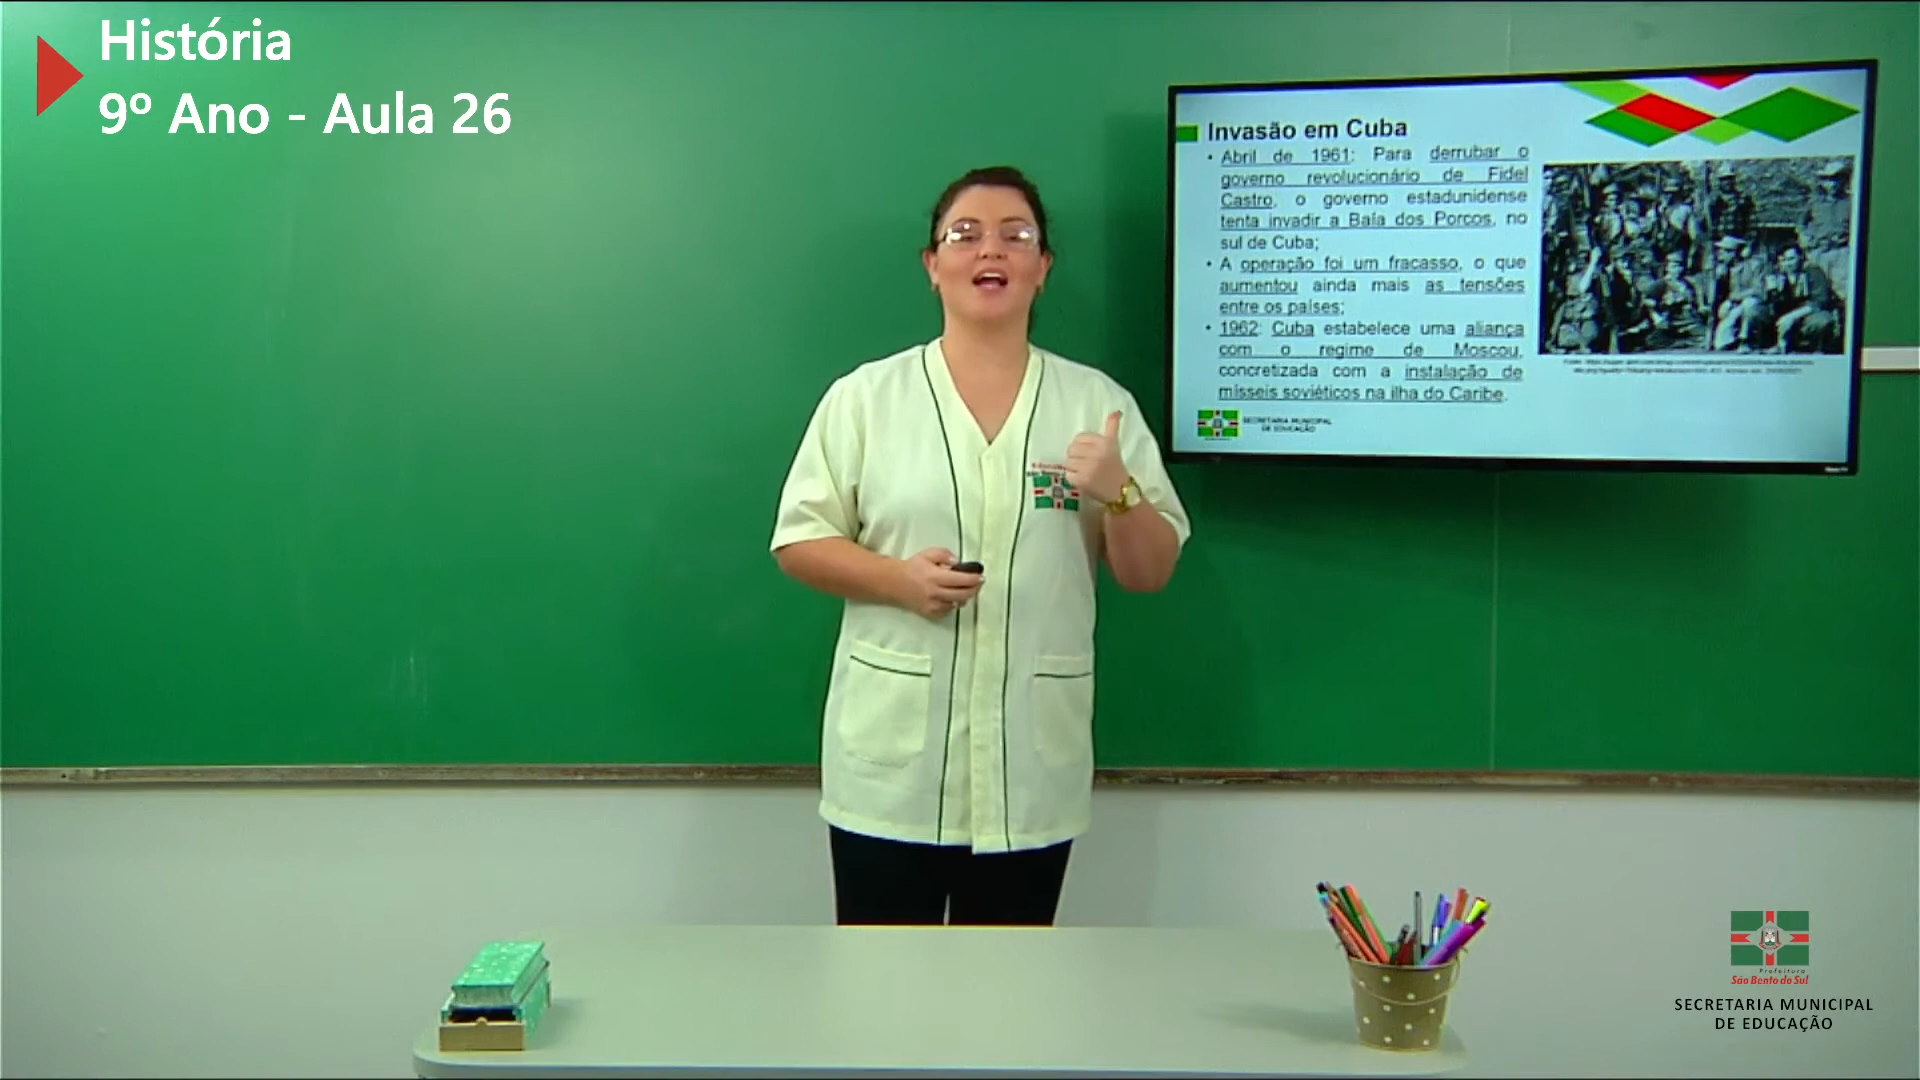 História
9º Ano - Aula 26
Invasão em Cuba
• Abril de 1961: Para derrubar o
governo revolucionário de Fidel
Castro, o governo estadunidense
tenta invadir a Baía dos Porcos, no
sul de Cuba;
• A operação foi um fracasso, o que
aumentou ainda mais as tensões
entre os países;
• 1962: Cuba estabelece uma aliança
com o regime de Moscou,
concretizada com a instalação de
mísseis soviéticos na ilha do Caribe.
SECRETARIA MUNICIPAL
DE EDUCAÇÃO
Prefeitura
São Bento do Sul
SECRETARIA MUNICIPAL
DE EDUCAÇÃO